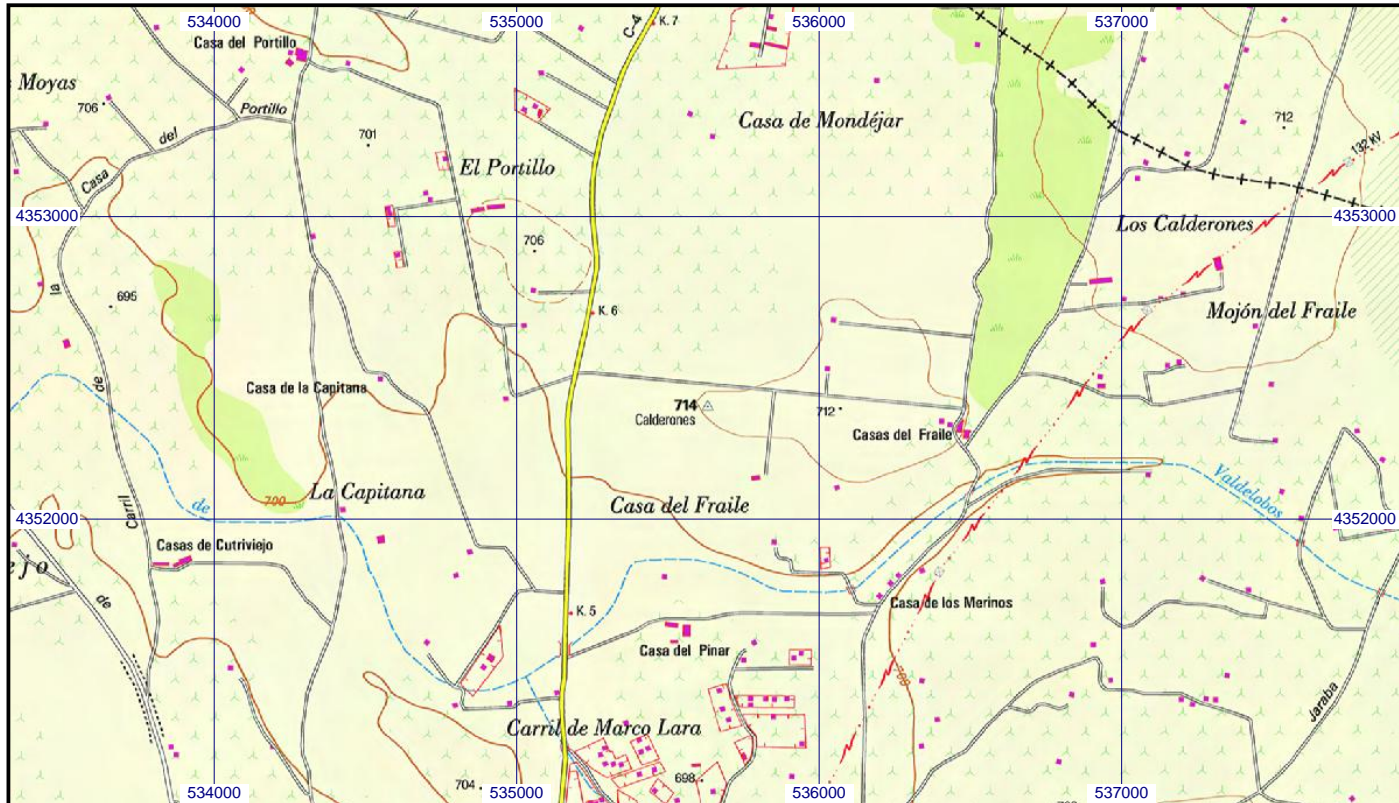 534000
535000
536000
537000
K. 7
C-4
Casa del Portillo
Moyas
706
Portillo
del
Casa
701
Casa de Mondéjar
712
132 KV
El Portillo
4353000
4353000
Los Calderones
706
la
695
K. 6
Mojón del Fraile
de
Casa de la Capitana
714
Calderones
712
Casas del Fraile
Valdelobos
700
de
La Capitana
Casa del Fraile
Carril
4352000
4352000
Casas de Cutriviejo
ejo
de
K. 5
Casa de los Merinos
Casa del Pinar
700
Jaraba
Carril de Marco Lara
704
698
534000
535000
536000
537000